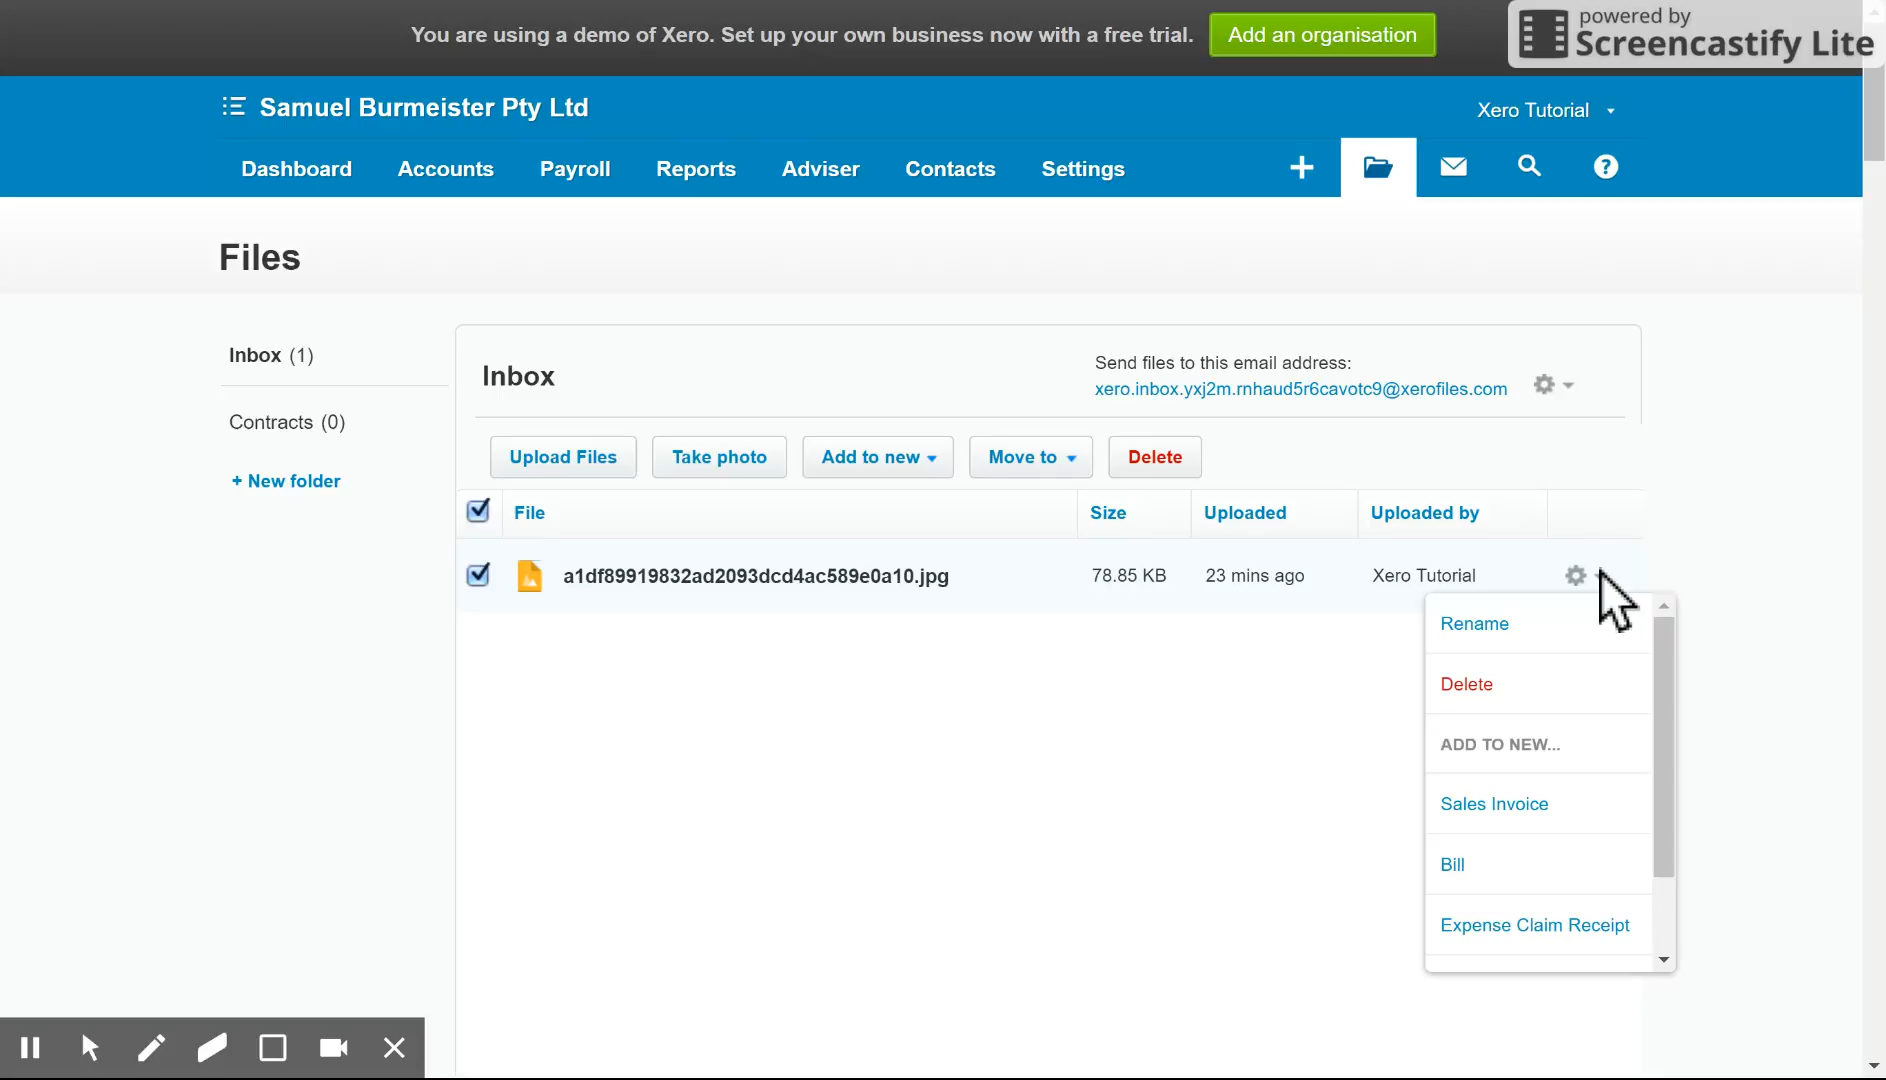 You are using a demo of Xero. Set up your own business now with a free trial.
Add an organisation
powered by
Screencastify Lite
Samuel Burmeister Pty Ltd
Xero Tutorial
Dashboard Accounts Payroll Reports Adviser Contacts Settings
Files
Inbox (1)
Contracts (0)
+ New folder
Inbox
Send files to this email address:
xero.inbox.yxj2m.rnhaud5r6cavotc9@xerofiles.com
Upload Files Take photo Add to new Move to Delete
File Size Uploaded Uploaded by
a1df89919832ad2093dcd4ac589e0a10.jpg 78.85 KB 23 mins ago Xero Tutorial
Rename
Delete
ADD TO NEW...
Sales Invoice
Bill
Expense Claim Receipt